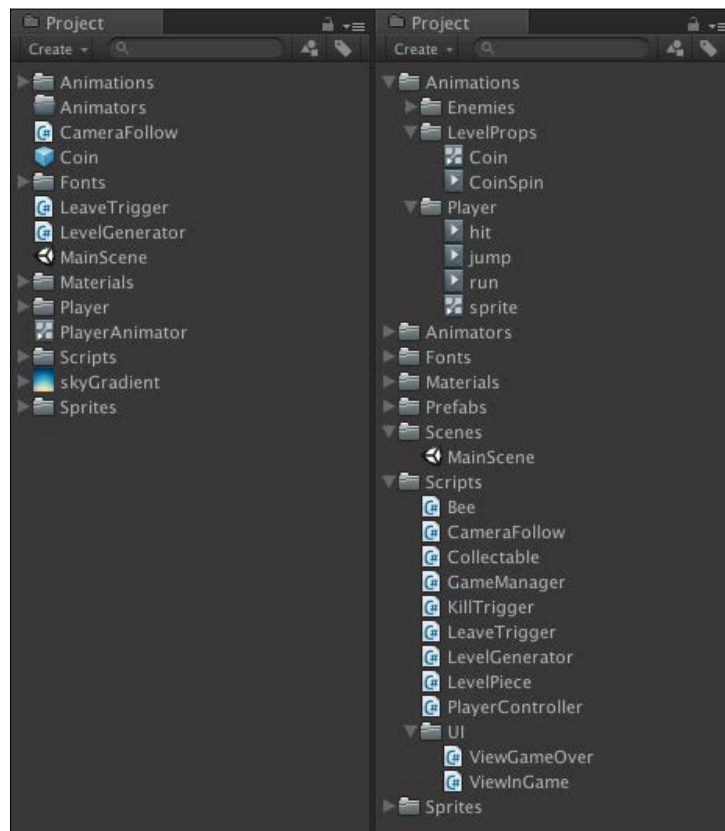 Project
Create
Animations
Animators
CameraFollow
Coin
Fonts
LeaveTrigger
LevelGenerator
MainScene
Materials
Player
PlayerAnimator
Scripts
skyGradient
Sprites
Project
Create
Animations
Enemies
LevelProps
Coin
CoinSpin
Player
hit
jump
run
sprite
Animators
Fonts
Materials
Prefabs
Scenes
MainScene
Scripts
Bee
CameraFollow
Collectable
GameManager
KillTrigger
LeaveTrigger
LevelGenerator
LevelPiece
PlayerController
UI
ViewGameOver
ViewInGame
Sprites